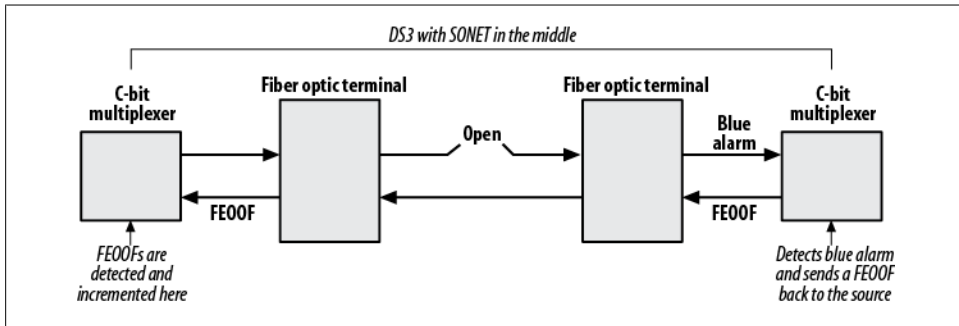 DS3 with SONET in the middle
C-bit
multiplexer
Fiber optic terminal
Fiber optic terminal
C-bit
multiplexer
Open
Blue
alarm
FEOOF
FEOOF
FEOOFs are
detected and
incremented here
Detects blue alarm
and sends a FEOOF
back to the source